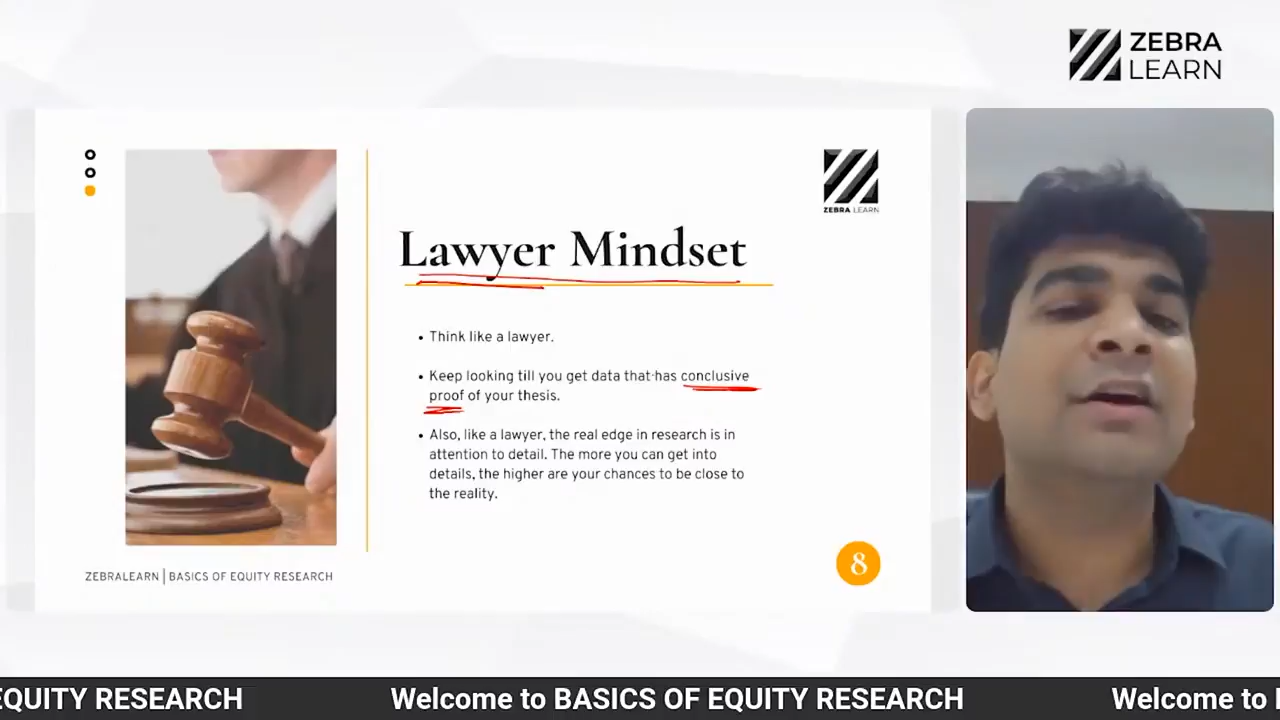 ZEBRA
LEARN
ZEBRA LEARN
Lawyer Mindset
• Think like a lawyer.
• Keep looking till you get data that has conclusive
proof of your thesis.
• Also, like a lawyer, the real edge in research is in
attention to detail. The more you can get into
details, the higher are your chances to be close to
the reality.
8
ZEBRALEARN | BASICS OF EQUITY RESEARCH
EQUITY RESEARCH Welcome to BASICS OF EQUITY RESEARCH Welcome to